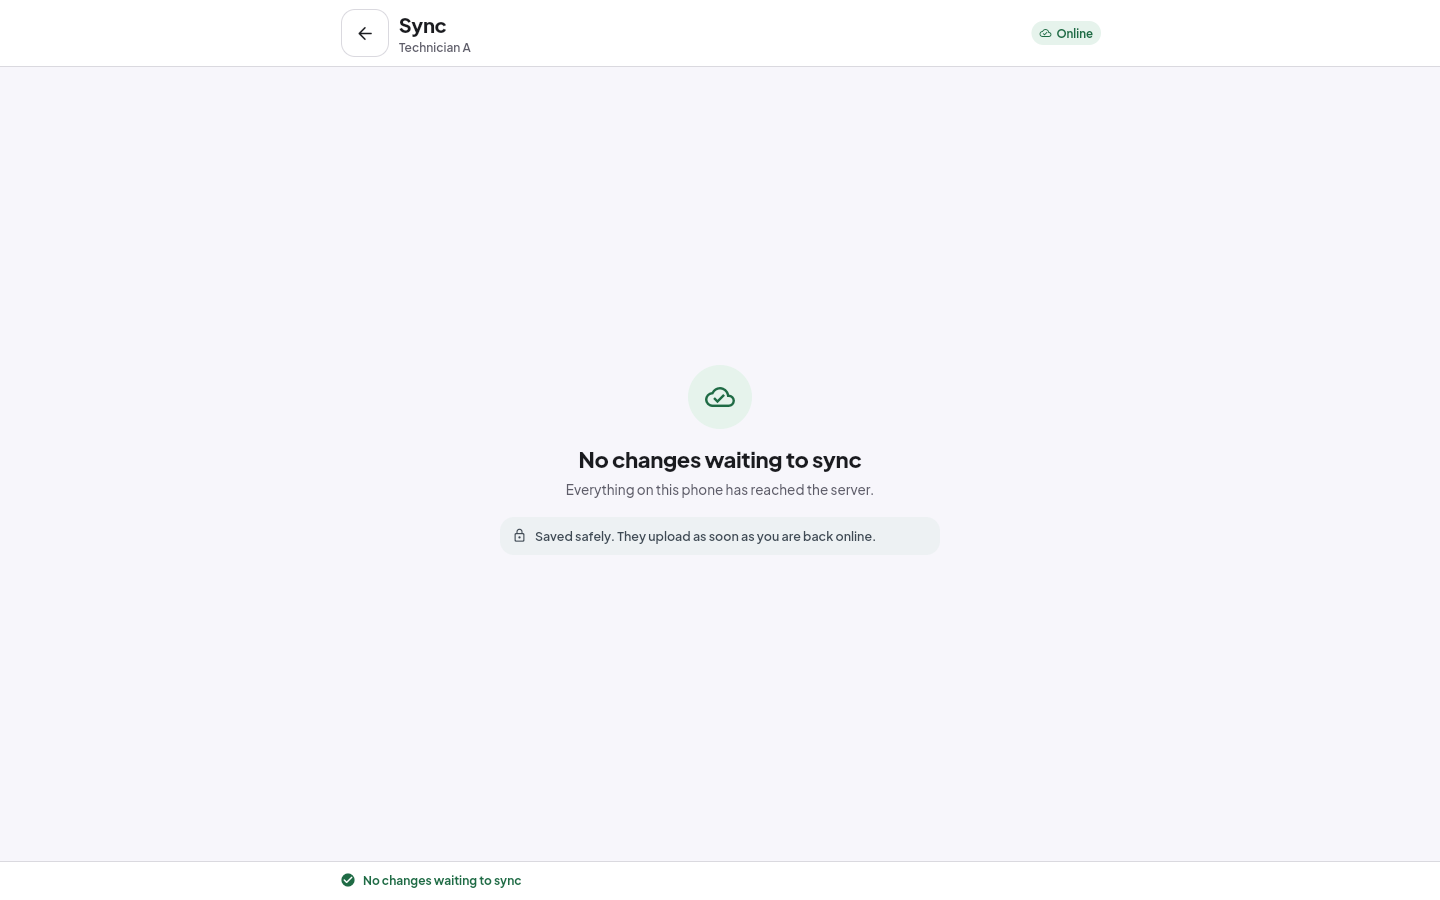 Sync
Technician A
Online
No changes waiting to sync
Everything on this phone has reached the server.
Saved safely. They upload as soon as you are back online.
No changes waiting to sync